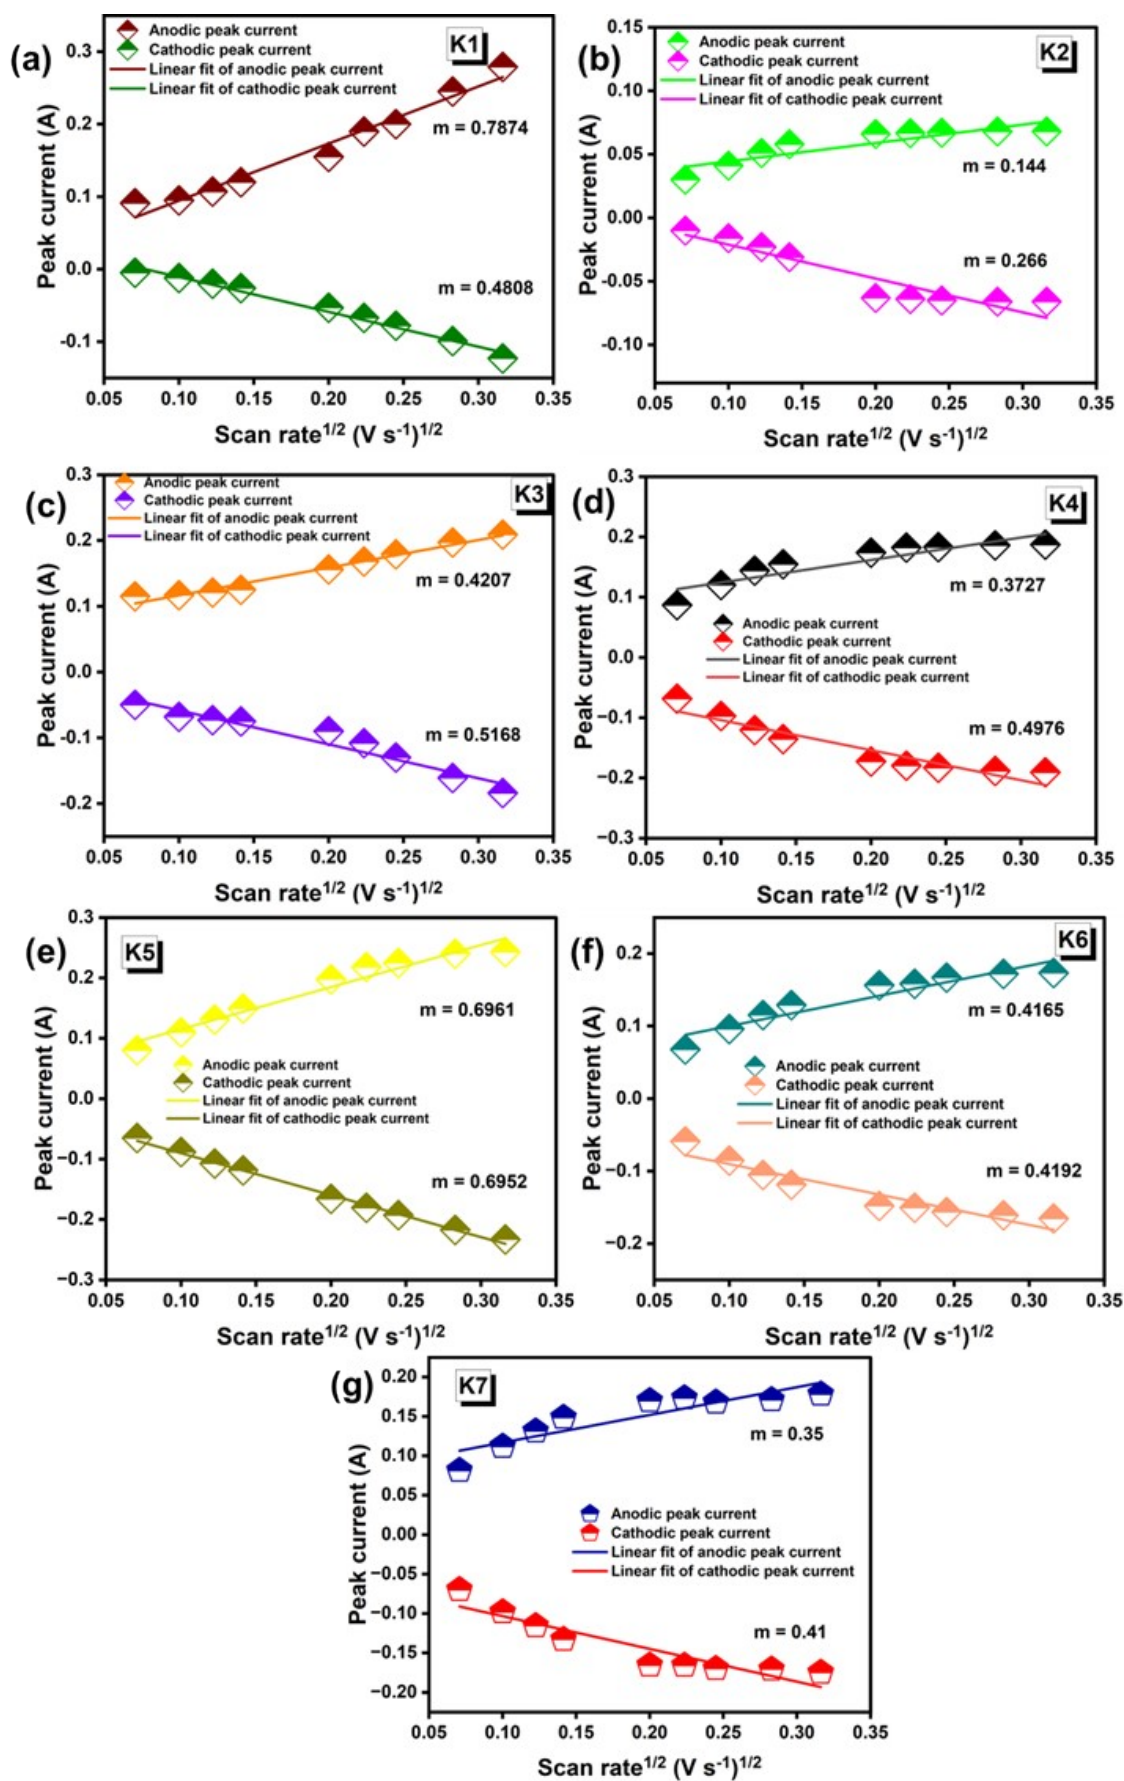 (a)
K1
Anodic peak current
Cathodic peak current
Linear fit of anodic peak current
Linear fit of cathodic peak current
m = 0.7874
m = 0.4808
Peak current (A)
0.3
0.2
0.1
0.0
-0.1
0.05 0.10 0.15 0.20 0.25 0.30 0.35
Scan rate1/2 (V s-1)1/2
(b)
K2
Anodic peak current
Cathodic peak current
Linear fit of anodic peak current
Linear fit of cathodic peak current
m = 0.144
m = 0.266
Peak current (A)
0.15
0.10
0.05
0.00
-0.05
-0.10
0.05 0.10 0.15 0.20 0.25 0.30 0.35
Scan rate1/2 (V s-1)1/2
(c)
K3
Anodic peak current
Cathodic peak current
Linear fit of anodic peak current
Linear fit of cathodic peak current
m = 0.4207
m = 0.5168
Peak current (A)
0.3
0.2
0.1
0.0
-0.1
-0.2
0.05 0.10 0.15 0.20 0.25 0.30 0.35
Scan rate1/2 (V s-1)1/2
(d)
K4
m = 0.3727
Anodic peak current
Cathodic peak current
Linear fit of anodic peak current
Linear fit of cathodic peak current
m = 0.4976
Peak current (A)
0.3
0.2
0.1
0.0
−0.1
−0.2
−0.3
0.05 0.10 0.15 0.20 0.25 0.30 0.35
Scan rate1/2 (V s-1)1/2
(e)
K5
m = 0.6961
Anodic peak current
Cathodic peak current
Linear fit of anodic peak current
Linear fit of cathodic peak current
m = 0.6952
Peak current (A)
0.3
0.2
0.1
0.0
−0.1
−0.2
−0.3
0.05 0.10 0.15 0.20 0.25 0.30 0.35
Scan rate1/2 (V s-1)1/2
(f)
K6
m = 0.4165
Anodic peak current
Cathodic peak current
Linear fit of anodic peak current
Linear fit of cathodic peak current
m = 0.4192
Peak current (A)
0.2
0.1
0.0
−0.1
−0.2
0.05 0.10 0.15 0.20 0.25 0.30 0.35
Scan rate1/2 (V s-1)1/2
(g)
K7
m = 0.35
Anodic peak current
Cathodic peak current
Linear fit of anodic peak current
Linear fit of cathodic peak current
m = 0.41
Peak current (A)
0.20
0.15
0.10
0.05
0.00
−0.05
−0.10
−0.15
−0.20
0.05 0.10 0.15 0.20 0.25 0.30 0.35
Scan rate1/2 (V s-1)1/2